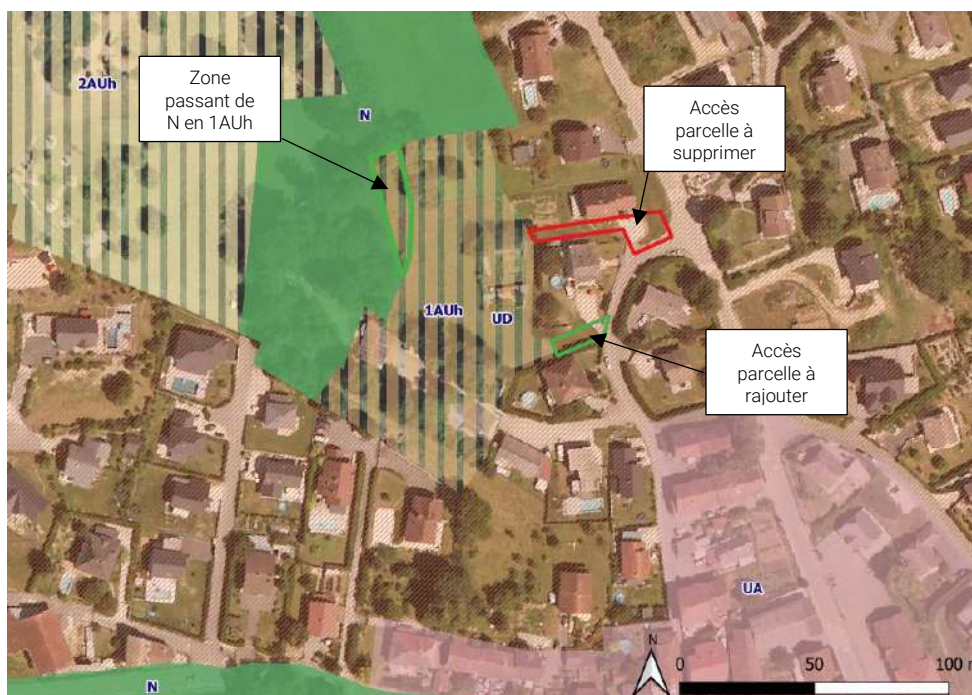 2AUh
Zone
passant de
N en 1AUh
N
Accès
parcelle à
supprimer
1AUh
UD
Accès
parcelle à
rajouter
UA
N
N
0 50 100 m